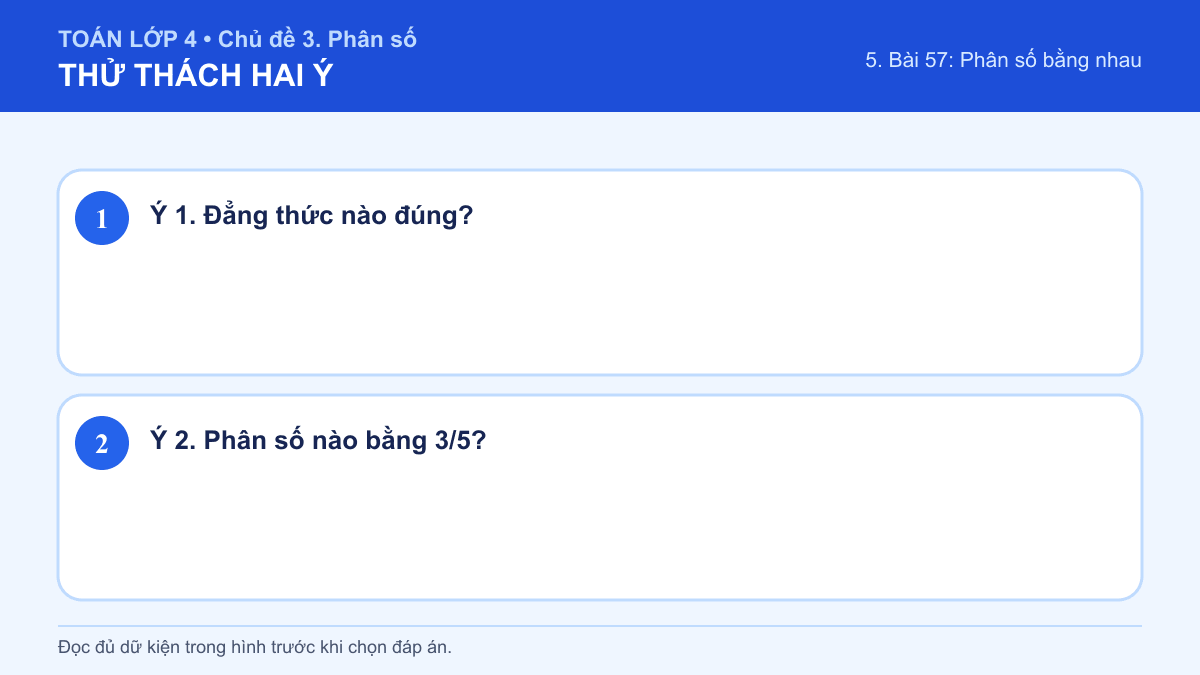 TOÁN LỚP 4 • Chủ đề 3. Phân số
THỬ THÁCH HAI Ý
5. Bài 57: Phân số bằng nhau
1
Ý 1. Đẳng thức nào đúng?
2
Ý 2. Phân số nào bằng 3/5?
Đọc đủ dữ kiện trong hình trước khi chọn đáp án.